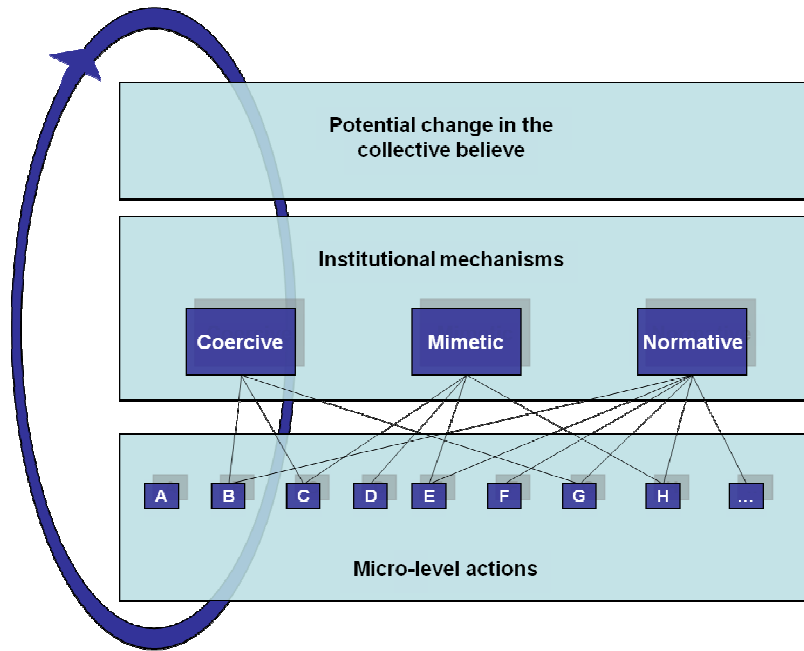 Potential change in the
collective believe
Institutional mechanisms
Coercive
Mimetic
Normative
A
B
C
D
E
F
G
H
...
Micro-level actions